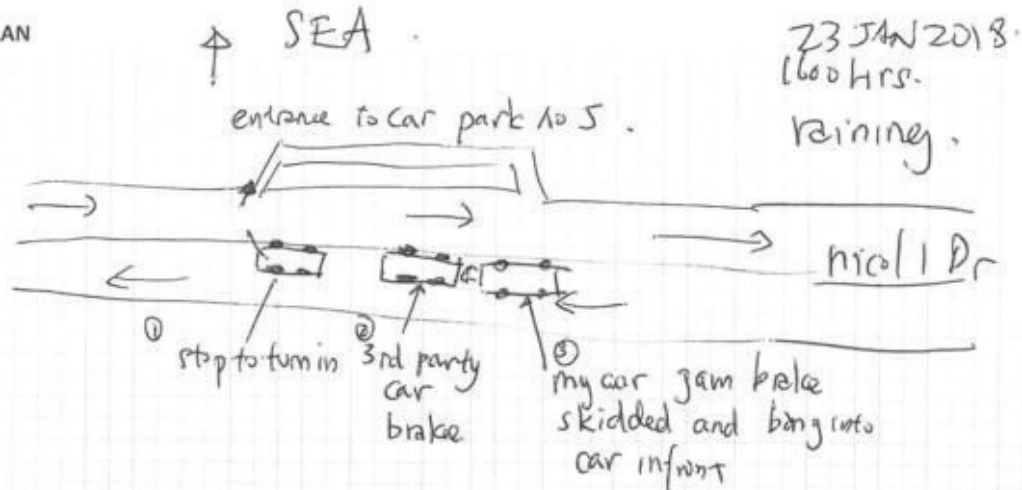 AN
SEA.
23 JAN 2018.
1600 hrs.
raining.
entrance to car park no 5.
nicoll Dr
① ② ③
stop to turn in
3rd party
car
brake
my car jam brake
skidded and bang into
car infront